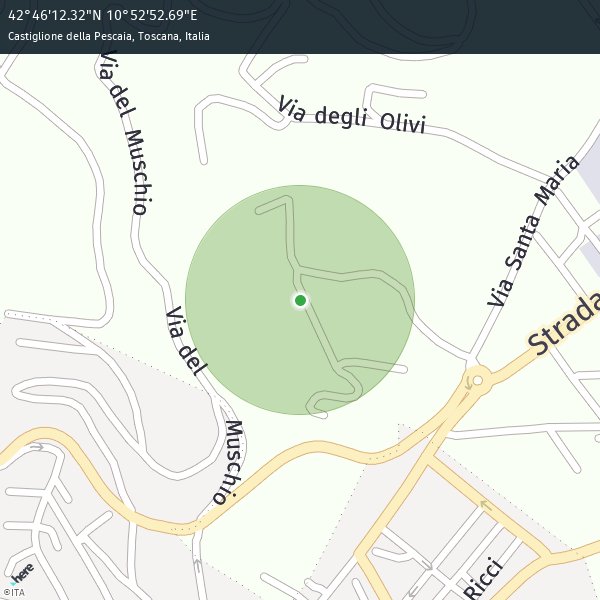 42°46'12.32"N 10°52'52.69"E
Castiglione della Pescaia, Toscana, Italia
Via del Muschio
Via degli Olivi
Via Santa Maria
Via del
Muschio
Strada
Ricci
here
©ITA